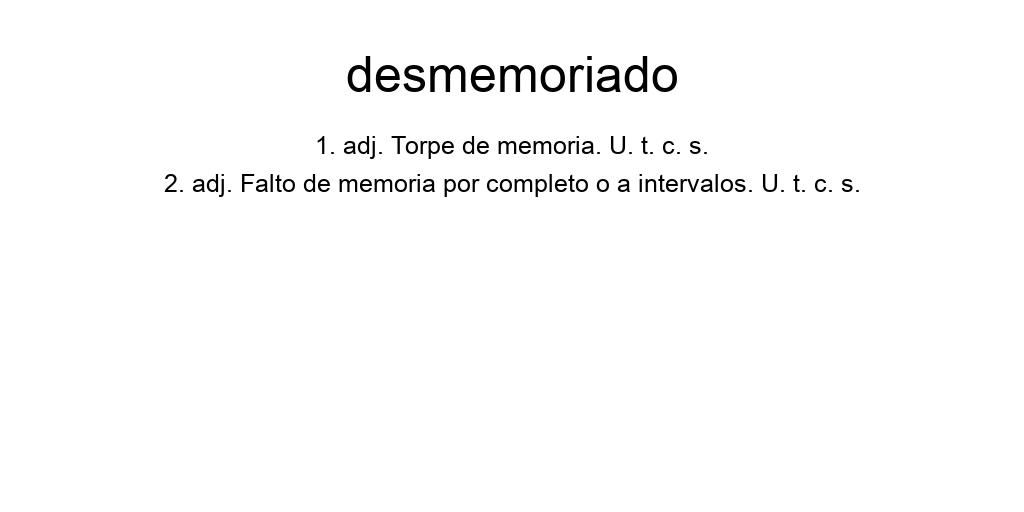 desmemoriado
1. adj. Torpe de memoria. U. t. c. s.
2. adj. Falto de memoria por completo o a intervalos. U. t. c. s.